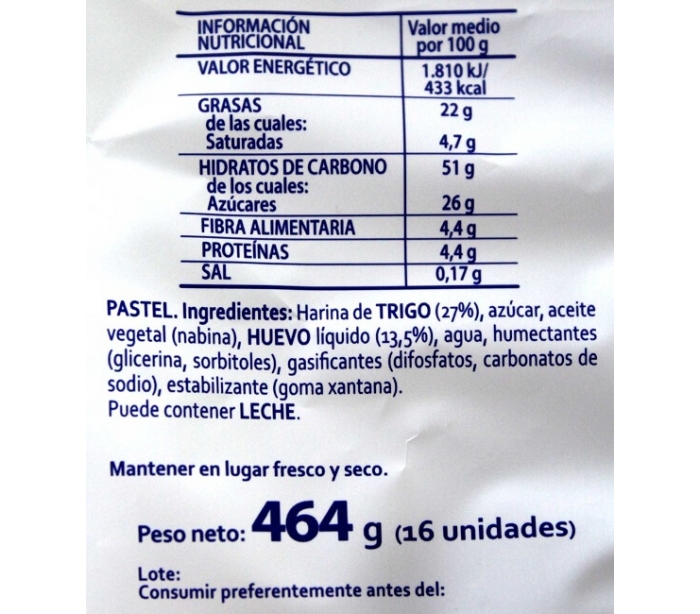 INFORMACIÓN NUTRICIONAL Valor medio por 100 g
VALOR ENERGÉTICO 1.810 kJ/ 433 kcal
GRASAS 22 g
de las cuales:
Saturadas 4,7 g
HIDRATOS DE CARBONO 51 g
de los cuales:
Azúcares 26 g
FIBRA ALIMENTARIA 4,4 g
PROTEÍNAS 4,4 g
SAL 0,17 g
PASTEL. Ingredientes: Harina de TRIGO (27%), azúcar, aceite
vegetal (nabina), HUEVO líquido (13,5%), agua, humectantes
(glicerina, sorbitoles), gasificantes (difosfatos, carbonatos de
sodio), estabilizante (goma xantana).
Puede contener LECHE.
Mantener en lugar fresco y seco.
Peso neto: 464 g (16 unidades)
Lote:
Consumir preferentemente antes del: